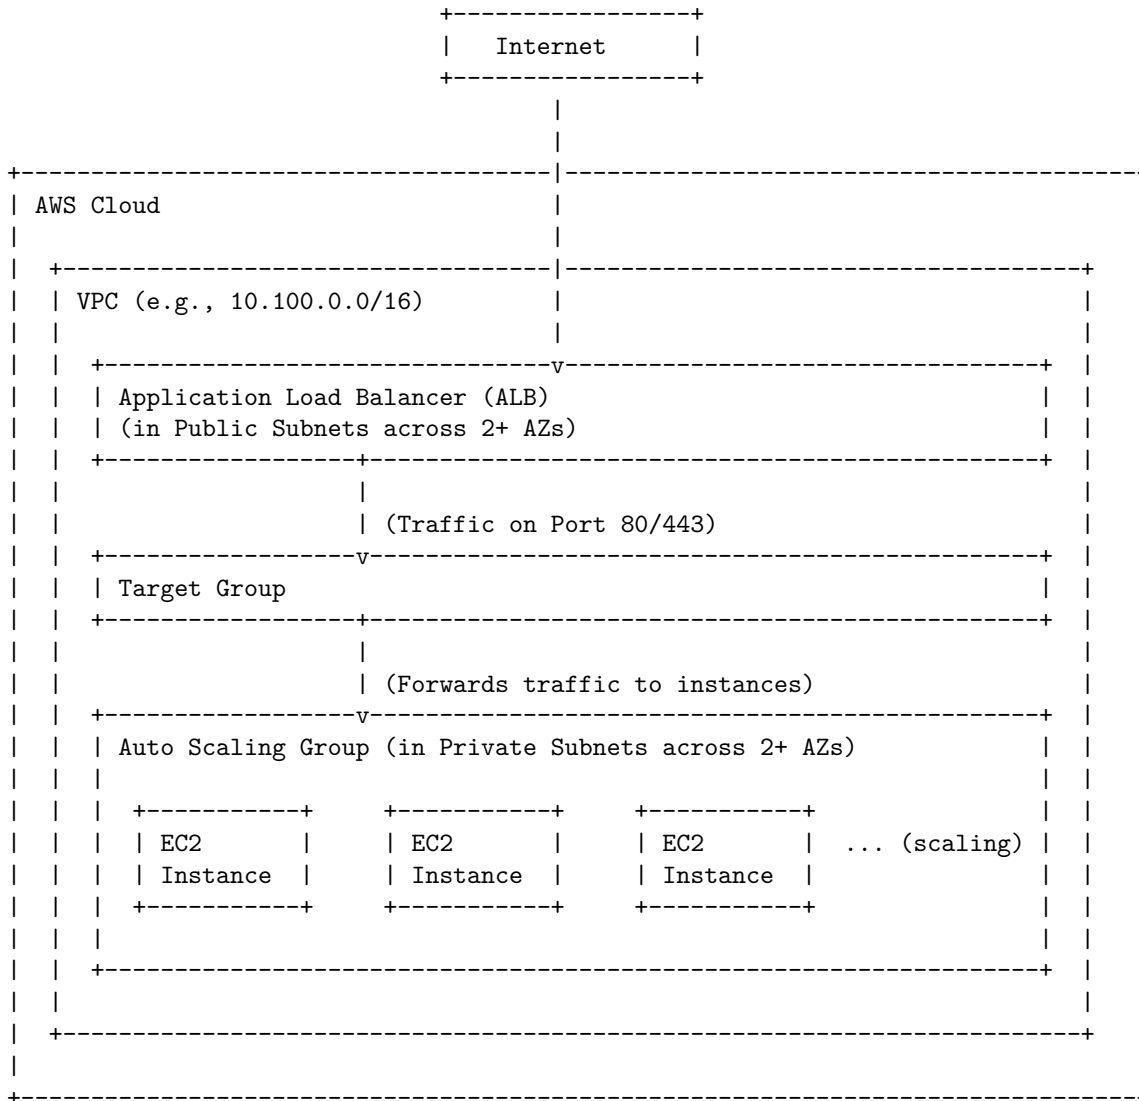 Internet
AWS Cloud
VPC (e.g., 10.100.0.0/16)
Application Load Balancer (ALB)
(in Public Subnets across 2+ AZs)
(Traffic on Port 80/443)
Target Group
(Forwards traffic to instances)
Auto Scaling Group (in Private Subnets across 2+ AZs)
EC2 EC2 EC2 ... (scaling)
Instance Instance Instance